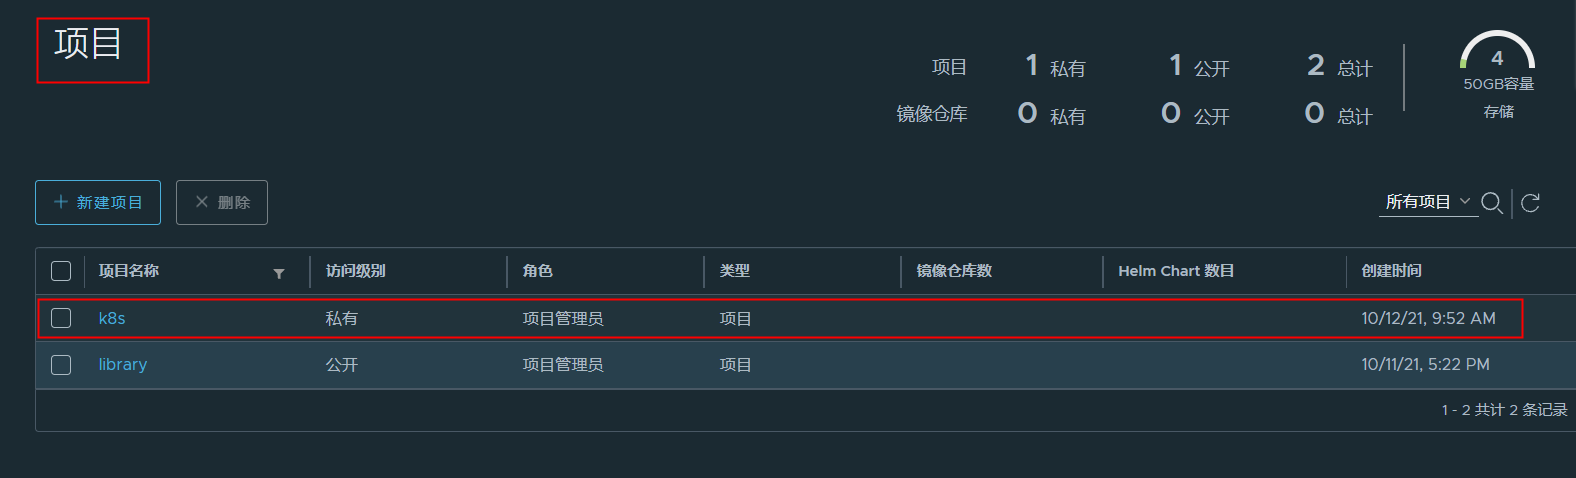 项目
项目 1 私有 1 公开 2 总计
镜像仓库 0 私有 0 公开 0 总计
4
50GB容量
存储
新建项目 删除
所有项目
项目名称 访问级别 角色 类型 镜像仓库数 Helm Chart 数目 创建时间
k8s 私有 项目管理员 项目 10/12/21, 9:52 AM
library 公开 项目管理员 项目 10/11/21, 5:22 PM
1 - 2 共计 2 条记录